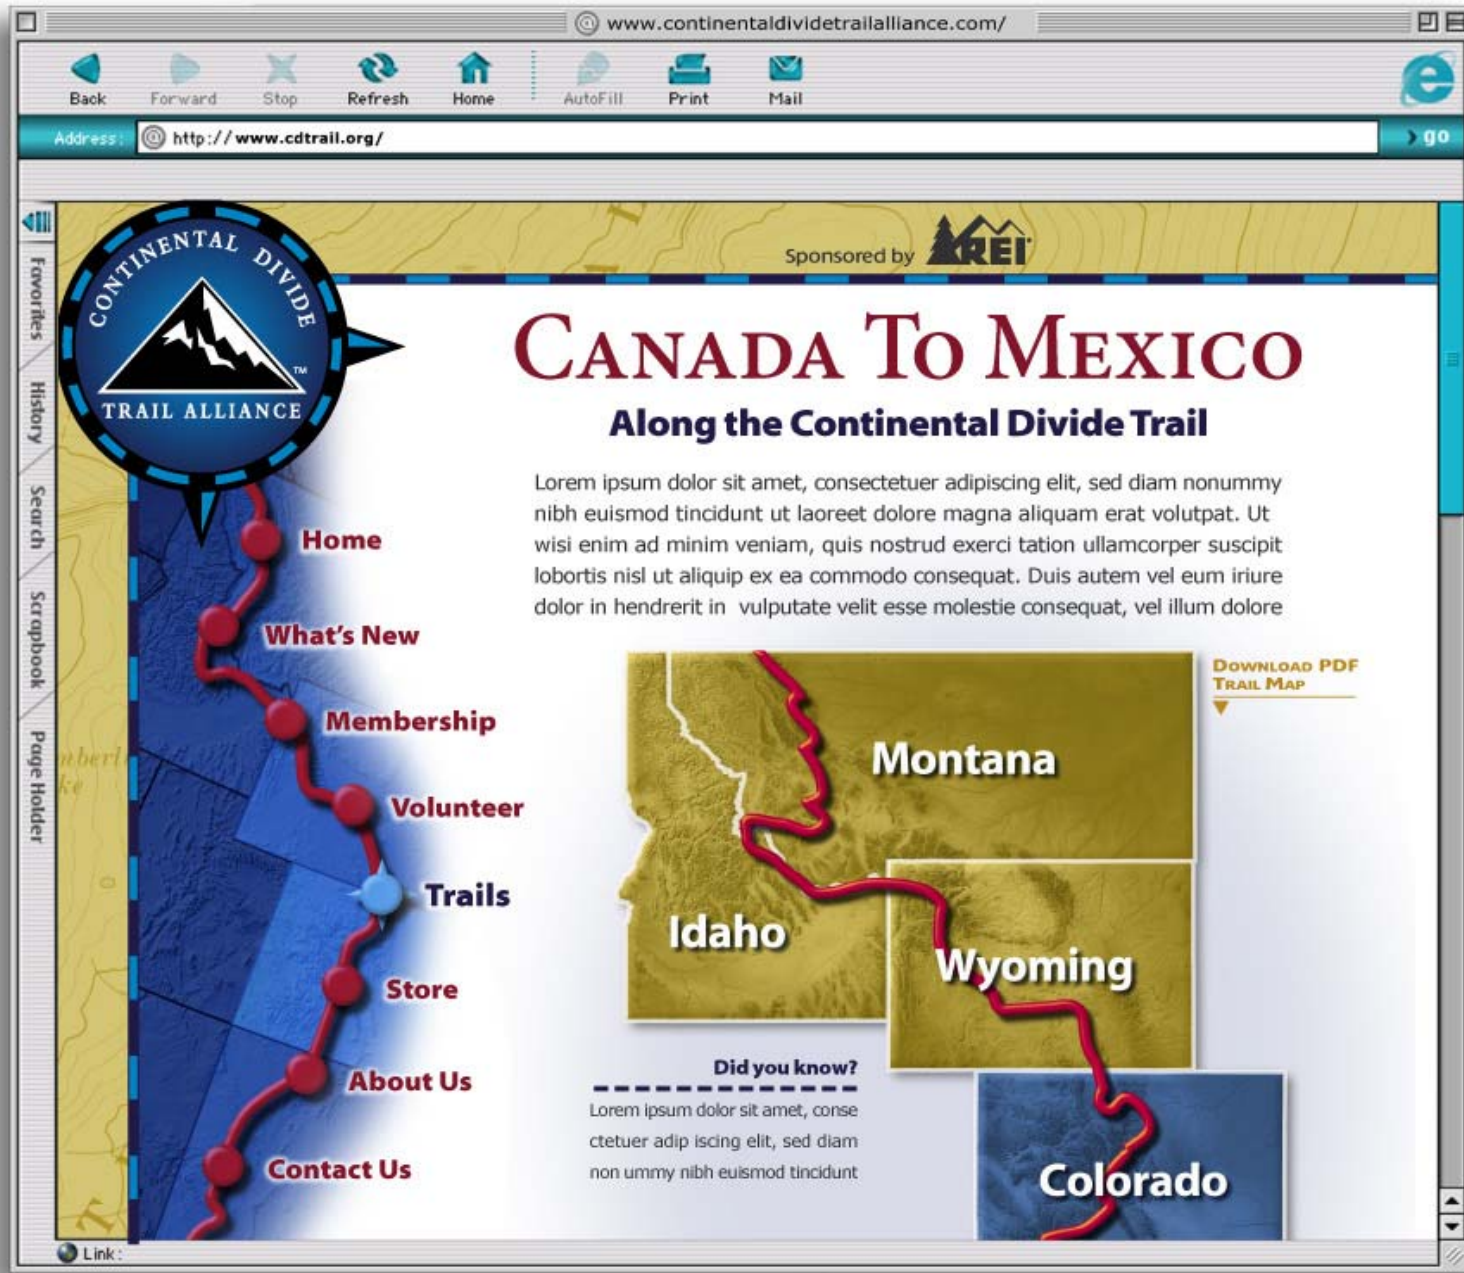 www.continentaldividetrailalliance.com/
Back
Forward
Stop
Refresh
Home
AutoFill
Print
Mail
Address:
http://www.cdtrail.org/
go
Favorites
History
Search
Scrapbook
Page Holder
CONTINENTAL DIVIDE
TRAIL ALLIANCE
TM
Sponsored by REI
CANADA TO MEXICO
Along the Continental Divide Trail
Lorem ipsum dolor sit amet, consectetuer adipiscing elit, sed diam nonummy
nibh euismod tincidunt ut laoreet dolore magna aliquam erat volutpat. Ut
wisi enim ad minim veniam, quis nostrud exerci tation ullamcorper suscipit
lobortis nisl ut aliquip ex ea commodo consequat. Duis autem vel eum iriure
dolor in hendrerit in vulputate velit esse molestie consequat, vel illum dolore
Home
What's New
Membership
Volunteer
Trails
Store
About Us
Contact Us
DOWNLOAD PDF
TRAIL MAP
Montana
Idaho
Wyoming
Colorado
Did you know?
Lorem ipsum dolor sit amet, conse
ctetuer adip iscing elit, sed diam
non ummy nibh euismod tincidunt
Link: